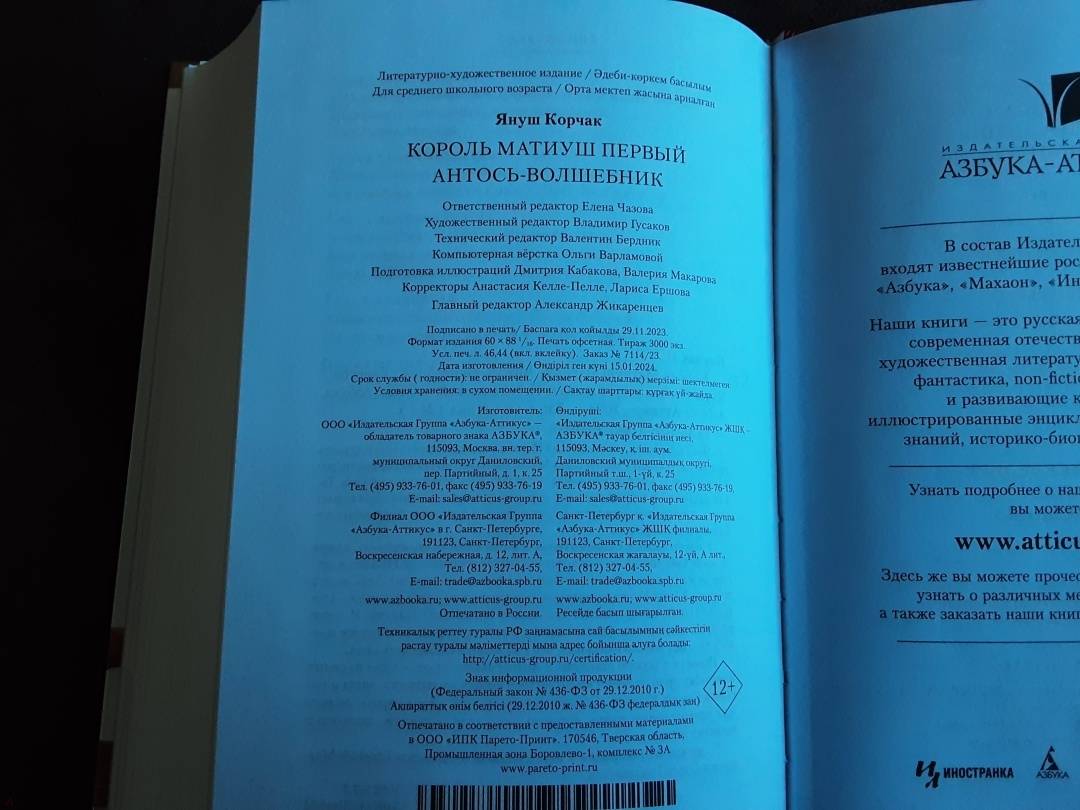 Литературно-художественное издание / Әдеби-көркем басылым
Для среднего школьного возраста / Орта мектеп жасына арналған
Януш Корчак
КОРОЛЬ МАТИУШ ПЕРВЫЙ
АНТОСЬ-ВОЛШЕБНИК
Ответственный редактор Елена Чазова
Художественный редактор Владимир Гусаков
Технический редактор Валентин Бердник
Компьютерная вёрстка Ольги Варламовой
Подготовка иллюстраций Дмитрия Кабакова, Валерия Макарова
Корректоры Анастасия Келле-Пелле, Лариса Ершова
Главный редактор Александр Жикаренцев
Подписано в печать/ Баспаға қол қойылды 29.11.2023.
Формат издания 60 × 88 1/16. Печать офсетная. Тираж 3000 экз.
Усл. печ. л. 46,44 (вкл. вклейку). Заказ № 7114/23.
Дата изготовления / Өндіріл ген күні 15.01.2024.
Срок службы ( годности): не ограничен. / Қызмет (жарамдылық) мерзімі: шектелмеген
Условия хранения: в сухом помещении. / Сақтау шарттары: құрғақ үй-жайда.
Изготовитель:
ООО «Издательская Группа «Азбука-Аттикус» —
обладатель товарного знака АЗБУКА®,
115093, Москва, вн. тер. г.
муниципальный округ Даниловский,
пер. Партийный, д. 1, к. 25
Тел. (495) 933-76-01, факс (495) 933-76-19
E-mail: sales@atticus-group.ru
Өндіруші:
«Издательская Группа «Азбука-Аттикус» ЖШҚ –
АЗБУКА® тауар белгісінің иесі,
115093, Мәскеу, қ.іш. аум.
Даниловский муниципалдық округі,
Партийный т.ш., 1-үй, к. 25
Тел. (495) 933-76-01, факс (495) 933-76-19,
E-mail: sales@atticus-group.ru
Филиал ООО «Издательская Группа
«Азбука-Аттикус» в г. Санкт-Петербурге,
191123, Санкт-Петербург,
Воскресенская набережная, д. 12, лит. А,
Тел. (812) 327-04-55,
E-mail: trade@azbooka.spb.ru
Санкт-Петербург қ. «Издательская Группа
«Азбука-Аттикус» ЖШҚ филиалы,
191123, Санкт-Петербург,
Воскресенская жағалауы, 12-үй, А лит.,
Тел. (812) 327-04-55,
E-mail: trade@azbooka.spb.ru
www.azbooka.ru; www.atticus-group.ru
Отпечатано в России.
www.azbooka.ru; www.atticus-group.ru
Ресейде басып шығарылған.
Техникалық реттеу туралы РФ заңнамасына сай басылымның сәйкестігін
растау туралы мәліметтерді мына адрес бойынша алуға болады:
http://atticus-group.ru/certification/.
Знак информационной продукции
(Федеральный закон № 436-ФЗ от 29.12.2010 г.)
Ақпараттық өнім белгісі (29.12.2010 ж. № 436-ФЗ федералдық заң)
12+
Отпечатано в соответствии с предоставленными материалами
в ООО «ИПК Парето-Принт». 170546, Тверская область,
Промышленная зона Боровлево-1, комплекс № 3А
www.pareto-print.ru
ИЗДАТЕЛЬСКА
АЗБУКА-АТ
В состав Издател
входят известнейшие рос
«Азбука», «Махаон», «Ин
Наши книги — это русская
современная отечеств
художественная литератур
фантастика, non-fictio
и развивающие к
иллюстрированные энцикл
знаний, историко-биог
Узнать подробнее о наш
вы можете
www.atticu
Здесь же вы можете прочес
узнать о различных ме
а также заказать наши книг
ИЛ ИНОСТРАНКА
АЗБУКА